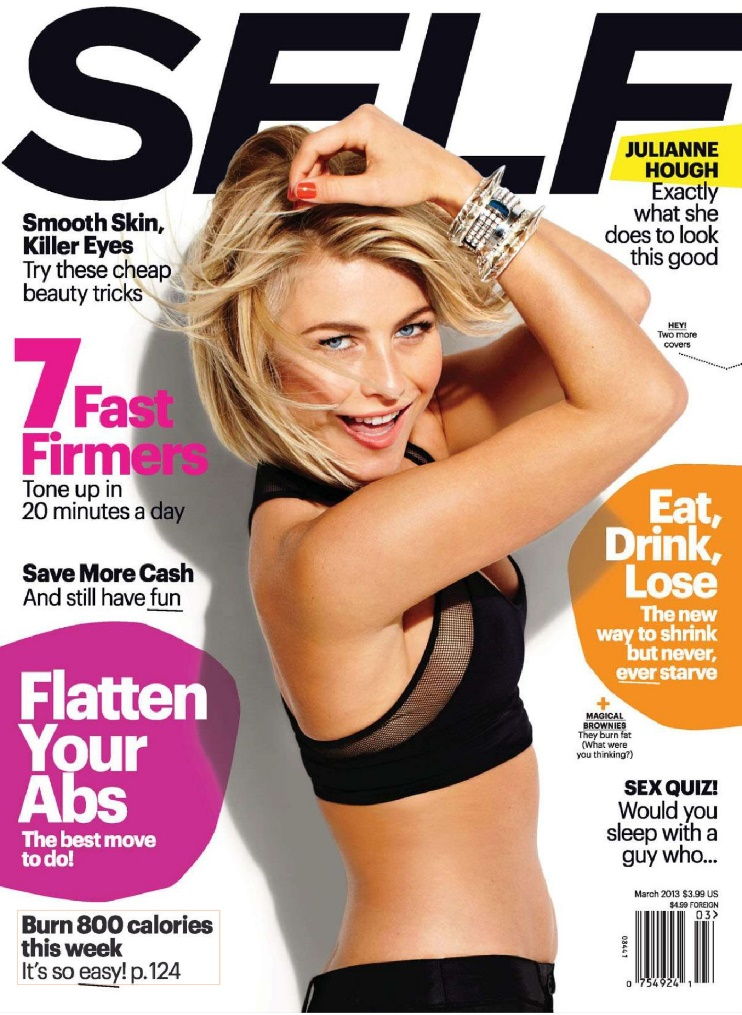 SELF
JULIANNE
HOUGH
Exactly
what she
does to look
this good
Smooth Skin,
Killer Eyes
Try these cheap
beauty tricks
HEY!
Two more
covers
7 Fast
Firmers
Tone up in
20 minutes a day
Eat,
Drink,
Lose
The new
way to shrink
but never,
ever starve
Save More Cash
And still have fun
Flatten
Your
Abs
The best move
to do!
+
MAGICAL
BROWNIES
They burn fat
(What were
you thinking?)
SEX QUIZ!
Would you
sleep with a
guy who...
March 2013 $3.99 US
$4.99 FOREIGN
03>
08447
0 754924 1
Burn 800 calories
this week
It's so easy! p.124